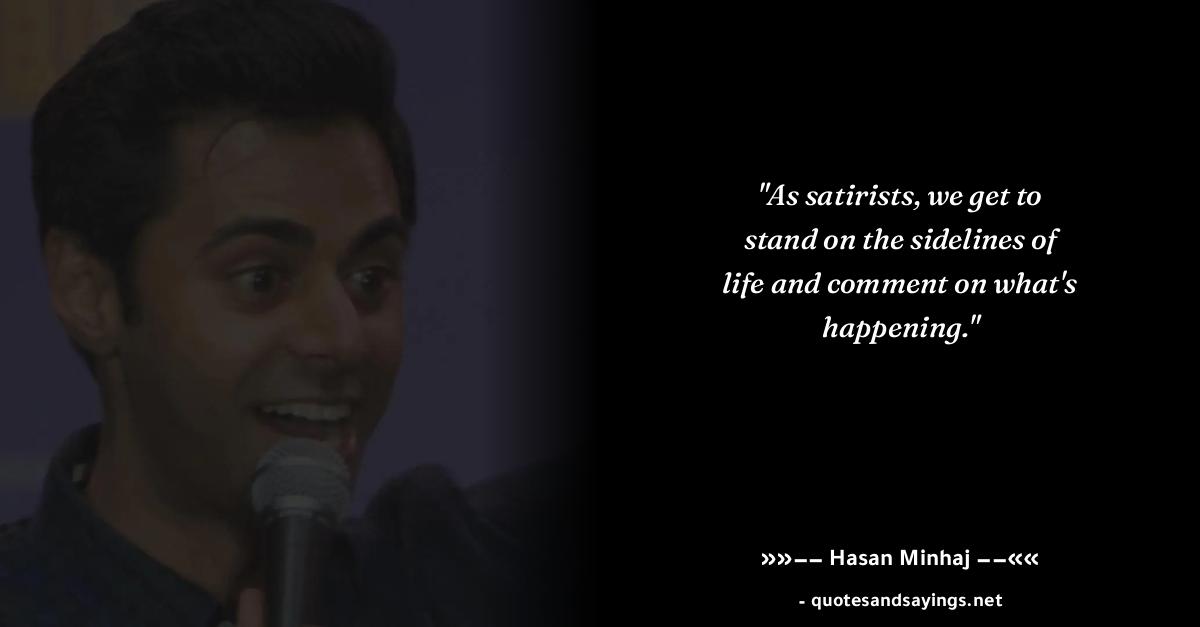 "As satirists, we get to
stand on the sidelines of
life and comment on what's
happening."
»»−− Hasan Minhaj −−««
- quotesandsayings.net